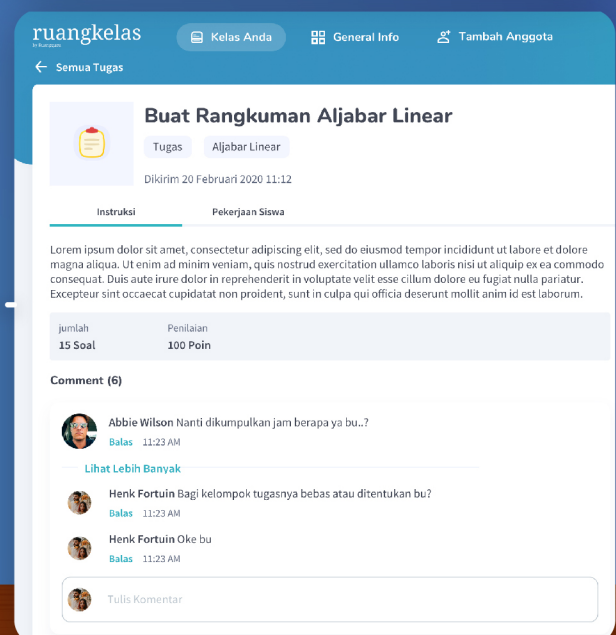 ruangkelas
Kelas Anda
General Info
Tambah Anggota
Semua Tugas
Buat Rangkuman Aljabar Linear
Tugas
Aljabar Linear
Dikirim 20 Februari 2020 11:12
Instruksi
Pekerjaan Siswa
Lorem ipsum dolor sit amet, consectetur adipiscing elit, sed do eiusmod tempor incididunt ut labore et dolore
magna aliqua. Ut enim ad minim veniam, quis nostrud exercitation ullamco laboris nisi ut aliquip ex ea commodo
consequat. Duis aute irure dolor in reprehenderit in voluptate velit esse cillum dolore eu fugiat nulla pariatur.
Excepteur sint occaecat cupidatat non proident, sunt in culpa qui officia deserunt mollit anim id est laborum.
jumlah
Penilaian
15 Soal
100 Poin
Comment (6)
Abbie Wilson Nanti dikumpulkan jam berapa ya bu..?
Balas 11:23 AM
Lihat Lebih Banyak
Henk Fortuin Bagi kelompok tugasnya bebas atau ditentukan bu?
Balas 11:23 AM
Henk Fortuin Oke bu
Balas 11:23 AM
Tulis Komentar